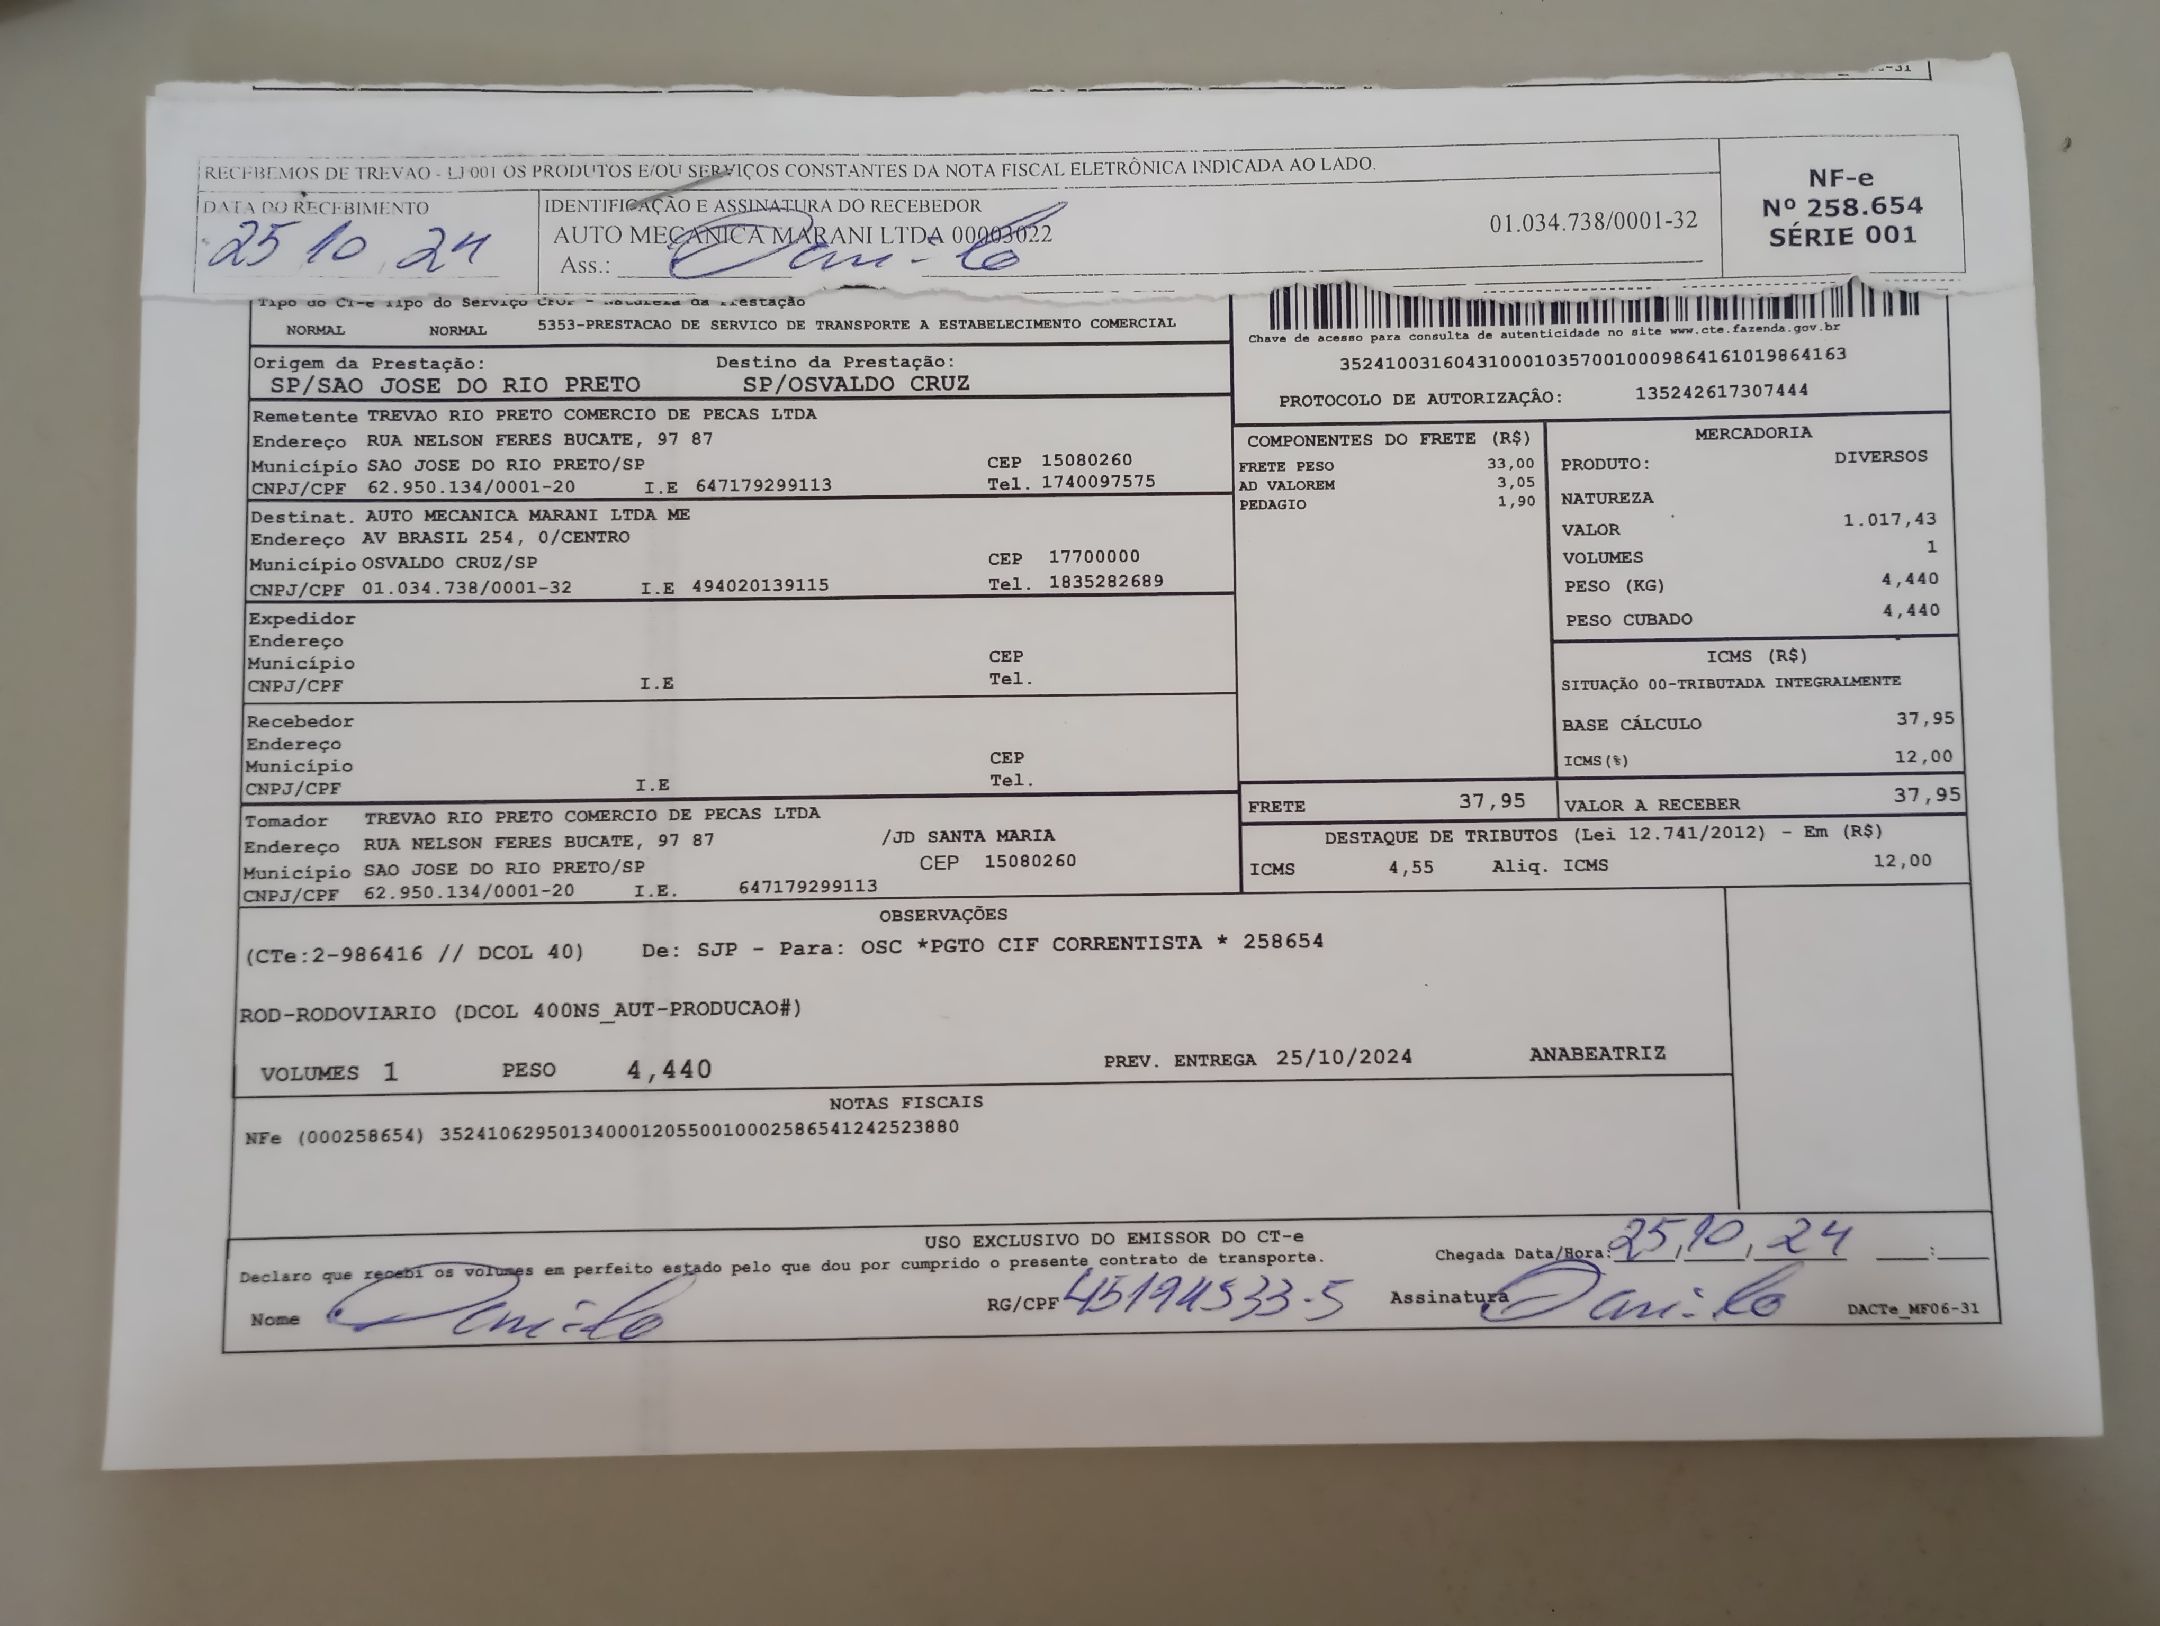 RECEBEMOS DE TREVAO - LJ 001 OS PRODUTOS E/OU SERVIÇOS CONSTANTES DA NOTA FISCAL ELETRÔNICA INDICADA AO LADO.
NF-e
Nº 258.654
SÉRIE 001
DATA DO RECEBIMENTO
25 10 24
IDENTIFICAÇÃO E ASSINATURA DO RECEBEDOR
AUTO MECANICA MARANI LTDA 00003022
01.034.738/0001-32
Ass.: Danilo
Tipo do CT-e Tipo do Serviço CFOP - Natureza da Prestação
NORMAL NORMAL 5353-PRESTACAO DE SERVICO DE TRANSPORTE A ESTABELECIMENTO COMERCIAL
Chave de acesso para consulta de autenticidade no site www.cte.fazenda.gov.br
35241003160431000103570010009864161019864163
PROTOCOLO DE AUTORIZAÇÃO: 135242617307444
Origem da Prestação: Destino da Prestação:
SP/SAO JOSE DO RIO PRETO SP/OSVALDO CRUZ
Remetente TREVAO RIO PRETO COMERCIO DE PECAS LTDA
Endereço RUA NELSON FERES BUCATE, 97 87
Município SAO JOSE DO RIO PRETO/SP CEP 15080260
CNPJ/CPF 62.950.134/0001-20 I.E 647179299113 Tel. 1740097575
Destinat. AUTO MECANICA MARANI LTDA ME
Endereço AV BRASIL 254, 0/CENTRO
Município OSVALDO CRUZ/SP CEP 17700000
CNPJ/CPF 01.034.738/0001-32 I.E 494020139115 Tel. 1835282689
Expedidor
Endereço
Município CEP
CNPJ/CPF I.E Tel.
Recebedor
Endereço
Município CEP
CNPJ/CPF I.E Tel.
Tomador TREVAO RIO PRETO COMERCIO DE PECAS LTDA
Endereço RUA NELSON FERES BUCATE, 97 87 /JD SANTA MARIA
Município SAO JOSE DO RIO PRETO/SP CEP 15080260
CNPJ/CPF 62.950.134/0001-20 I.E. 647179299113
COMPONENTES DO FRETE (R$)
FRETE PESO 33,00
AD VALOREM 3,05
PEDAGIO 1,90
MERCADORIA
PRODUTO: DIVERSOS
NATUREZA
VALOR 1.017,43
VOLUMES 1
PESO (KG) 4,440
PESO CUBADO 4,440
ICMS (R$)
SITUAÇÃO 00-TRIBUTADA INTEGRALMENTE
BASE CÁLCULO 37,95
ICMS(%) 12,00
FRETE 37,95 VALOR A RECEBER 37,95
DESTAQUE DE TRIBUTOS (Lei 12.741/2012) - Em (R$)
ICMS 4,55 Aliq. ICMS 12,00
OBSERVAÇÕES
(CTe:2-986416 // DCOL 40) De: SJP - Para: OSC *PGTO CIF CORRENTISTA * 258654
ROD-RODOVIARIO (DCOL 400NS_AUT-PRODUCAO#)
VOLUMES 1 PESO 4,440 PREV. ENTREGA 25/10/2024 ANABEATRIZ
NOTAS FISCAIS
NFe (000258654) 35241062950134000120550010002586541242523880
USO EXCLUSIVO DO EMISSOR DO CT-e
Declaro que recebi os volumes em perfeito estado pelo que dou por cumprido o presente contrato de transporte.
Chegada Data/Hora: 25, 10, 24 :
Nome Danilo RG/CPF 45194533-5 Assinatura Danilo DACTe_MF06-31